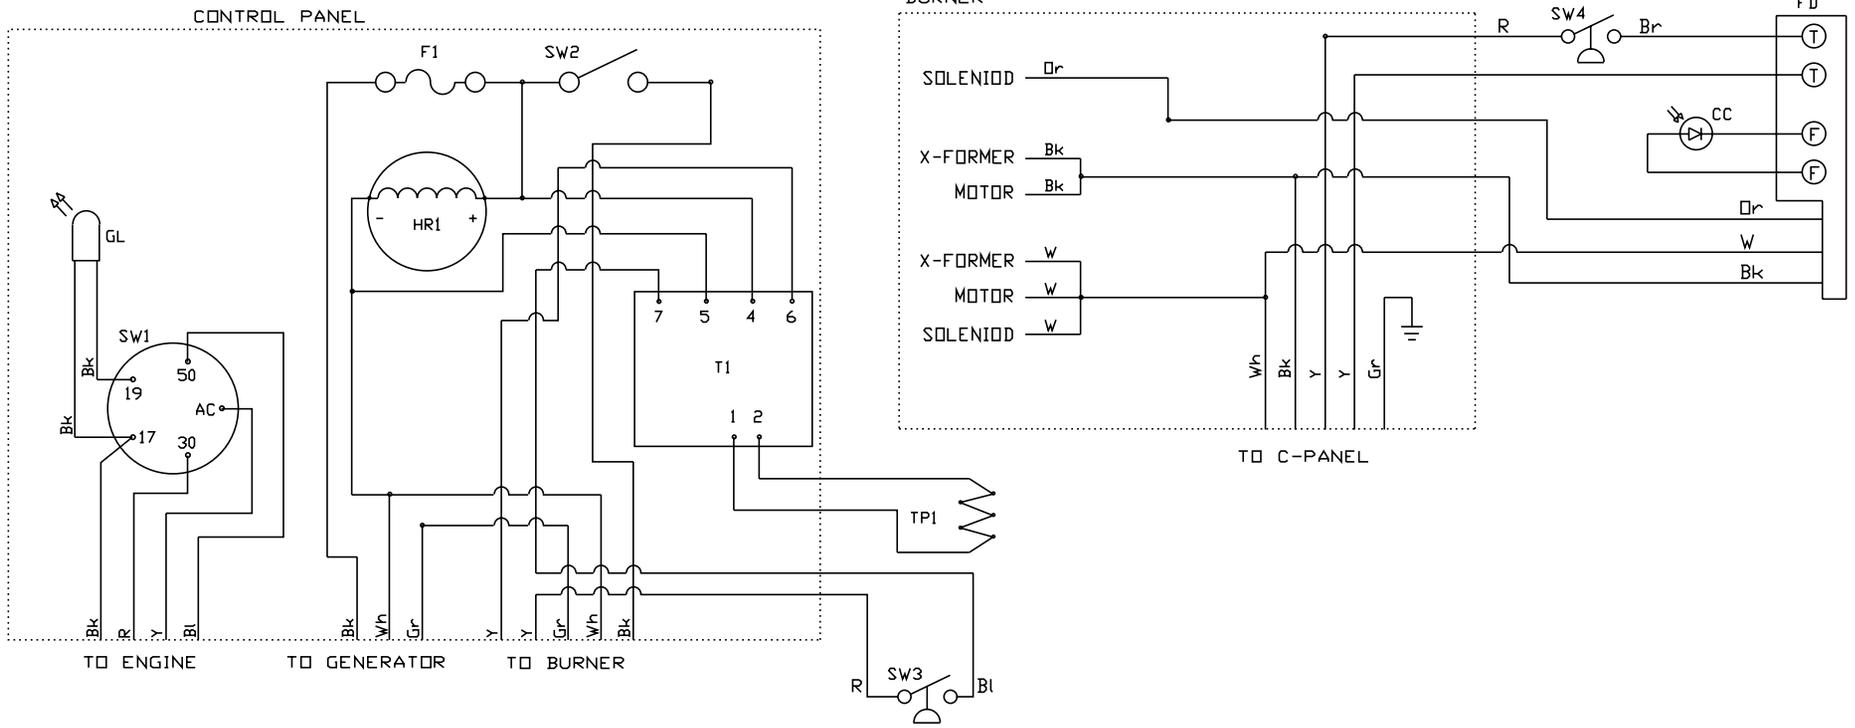 CONTROL PANEL
F1
SW2
HR1
-
+
GL
SW1
Bk
Bk
50
19
AC
17
30
7
5
4
6
T1
1
2
TP1
Bk
R
Y
Bl
TO ENGINE
Bk
Wh
Gr
TO GENERATOR
Y
Y
Gr
Wh
Bk
TO BURNER
SW3
R
Bl
BURNER
SOLENIOD
Or
X-FORMER
Bk
MOTOR
Bk
X-FORMER
W
MOTOR
W
SOLENIOD
W
Wh
Bk
Y
Y
Gr
TO C-PANEL
R
SW4
Br
CC
FD
T
T
F
F
Or
W
Bk